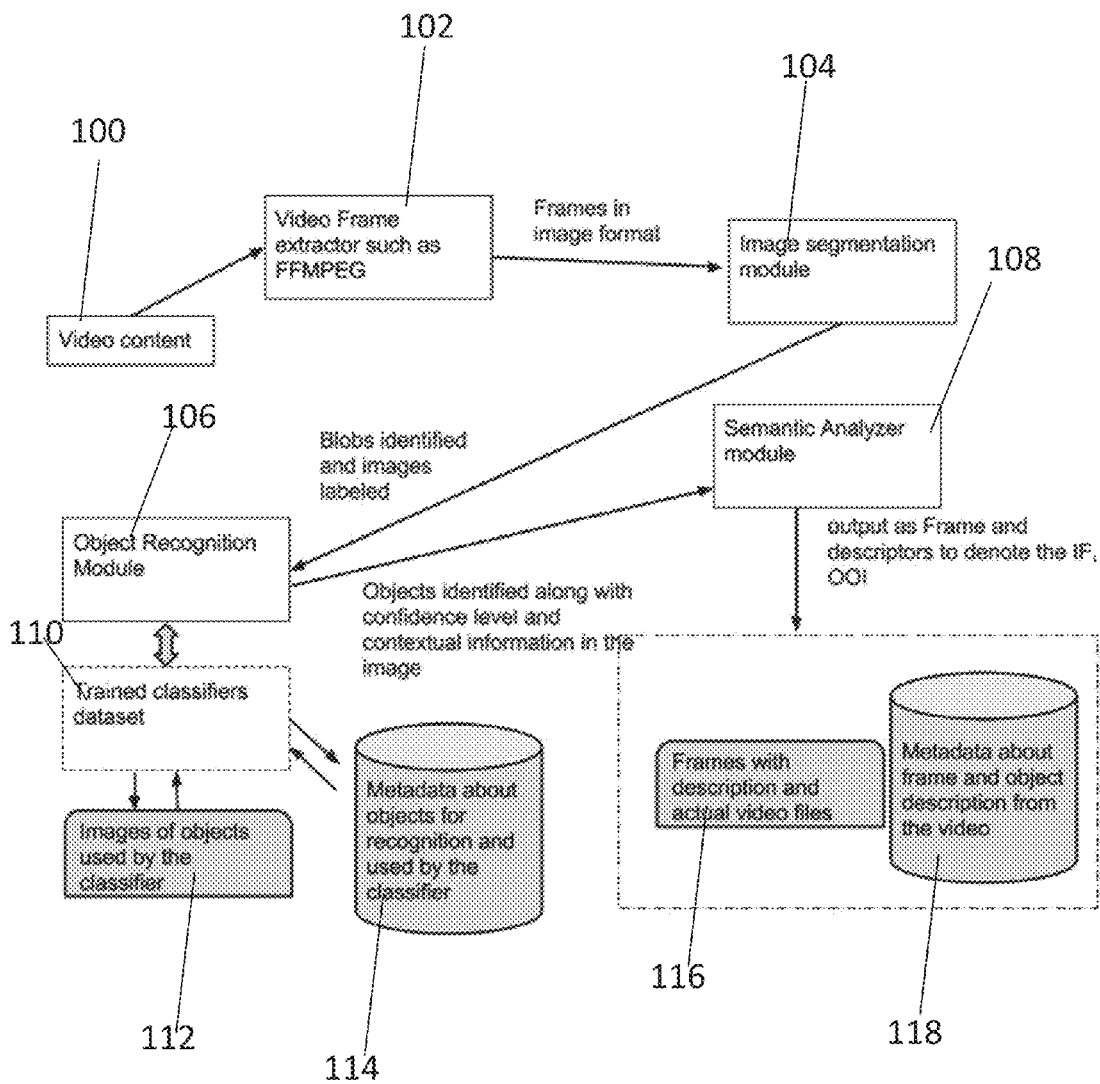 102
104
100
Video Frame
extractor such as
FFMPEG
Frames in
image format
Image segmentation
module
108
Video content
106
Blobs identified
and images
labeled
Semantic Analyzer
module
Object Recognition
Module
output as Frame and
descriptors to denote the IF,
OOI
Objects identified along with
confidence level and
contextual information in the
image
110
Trained classifiers
dataset
Images of objects
used by the
classifier
Metadata about
objects for
recognition and
used by the
classifier
Frames with
description and
actual video files
Metadata about
frame and object
description from
the video
112
114
116
118